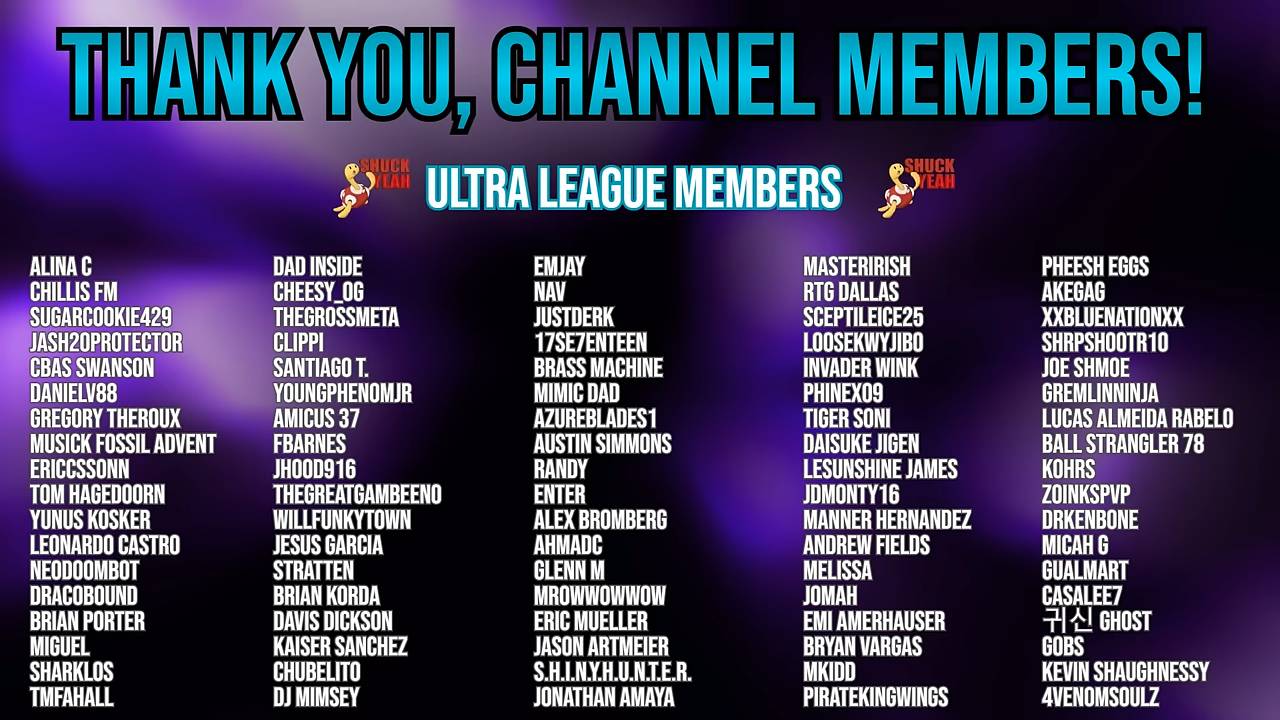 THANK YOU, CHANNEL MEMBERS!
SHUCK YEAH
ULTRA LEAGUE MEMBERS
SHUCK YEAH
ALINA C
CHILLIS FM
SUGARCOOKIE429
JASH20PROTECTOR
CBAS SWANSON
DANIELV88
GREGORY THEROUX
MUSICK FOSSIL ADVENT
ERICCSSONN
TOM HAGEDOORN
YUNUS KOSKER
LEONARDO CASTRO
NEODOOMBOT
DRACOBOUND
BRIAN PORTER
MIGUEL
SHARKLOS
TMFAHALL
DAD INSIDE
CHEESY_OG
THEGROSSMETA
CLIPPI
SANTIAGO T.
YOUNGPHENOMJR
AMICUS 37
FBARNES
JHOOD916
THEGREATGAMBEENO
WILLFUNKYTOWN
JESUS GARCIA
STRATTEN
BRIAN KORDA
DAVIS DICKSON
KAISER SANCHEZ
CHUBELITO
DJ MIMSEY
EMJAY
NAV
JUSTDERK
17SE7ENTEEN
BRASS MACHINE
MIMIC DAD
AZUREBLADES1
AUSTIN SIMMONS
RANDY
ENTER
ALEX BROMBERG
AHMADC
GLENN M
MROWWOWWOW
ERIC MUELLER
JASON ARTMEIER
S.H.I.N.Y.H.U.N.T.E.R.
JONATHAN AMAYA
MASTERIRISH
RTG DALLAS
SCEPTILEICE25
LOOSEKWYJIBO
INVADER WINK
PHINEX09
TIGER SONI
DAISUKE JIGEN
LESUNSHINE JAMES
JDMONTY16
MANNER HERNANDEZ
ANDREW FIELDS
MELISSA
JOMAH
EMI AMERHAUSER
BRYAN VARGAS
MKIDD
PIRATEKINGWINGS
PHEESH EGGS
AKEGAG
XXBLUENATIONXX
SHRPSHOOTR10
JOE SHMOE
GREMLINNINJA
LUCAS ALMEIDA RABELO
BALL STRANGLER 78
KOHRS
ZOINKSPVP
DRKENBONE
MICAH G
GUALMART
CASALEE7
귀신 GHOST
GOBS
KEVIN SHAUGHNESSY
4VENOMSOULZ